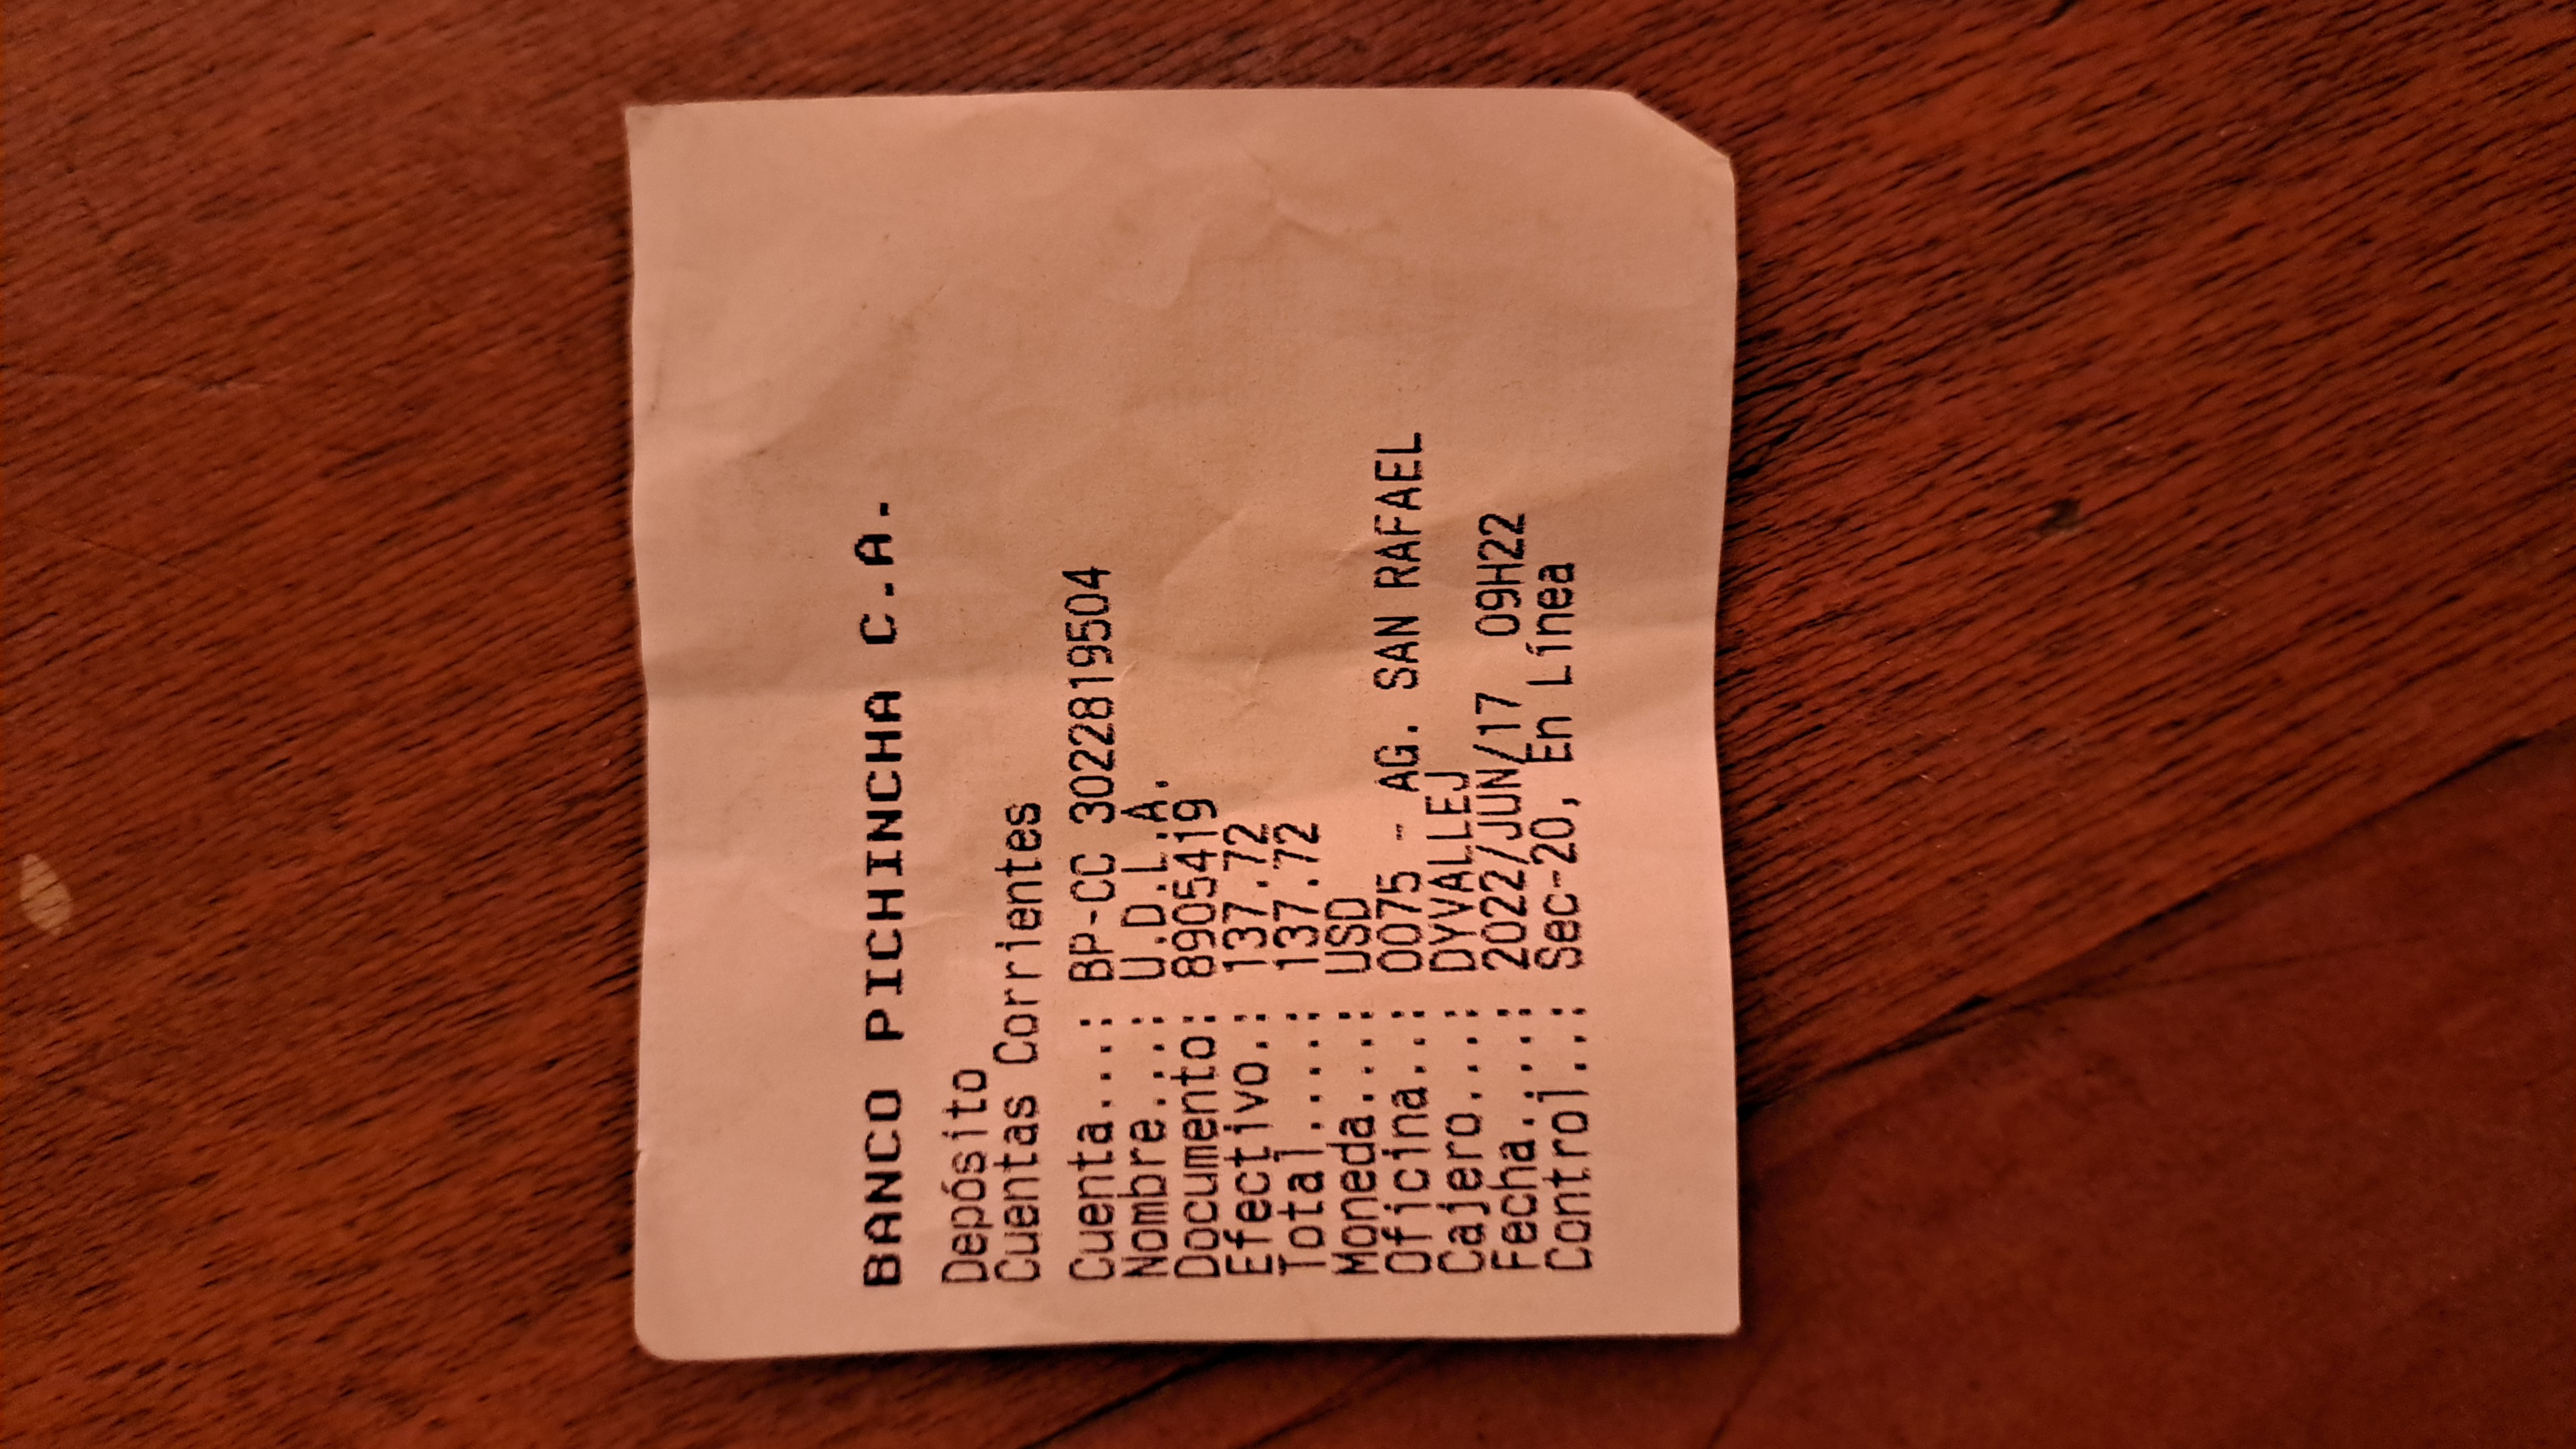 BANCO PICHINCHA C.A.
Depósito
Cuentas Corrientes
Cuenta....: BP-CC 3022819504
Nombre....: U.D.L.A.
Documento: 8905419
Efectivo.: 137.72
Total.....: 137.72
Moneda....: USD
Oficina...: 0075 - AG. SAN RAFAEL
Cajero....: DYVALLEJ
Fecha.....: 2022/JUN/17 09H22
Control...: Sec-20, En Línea